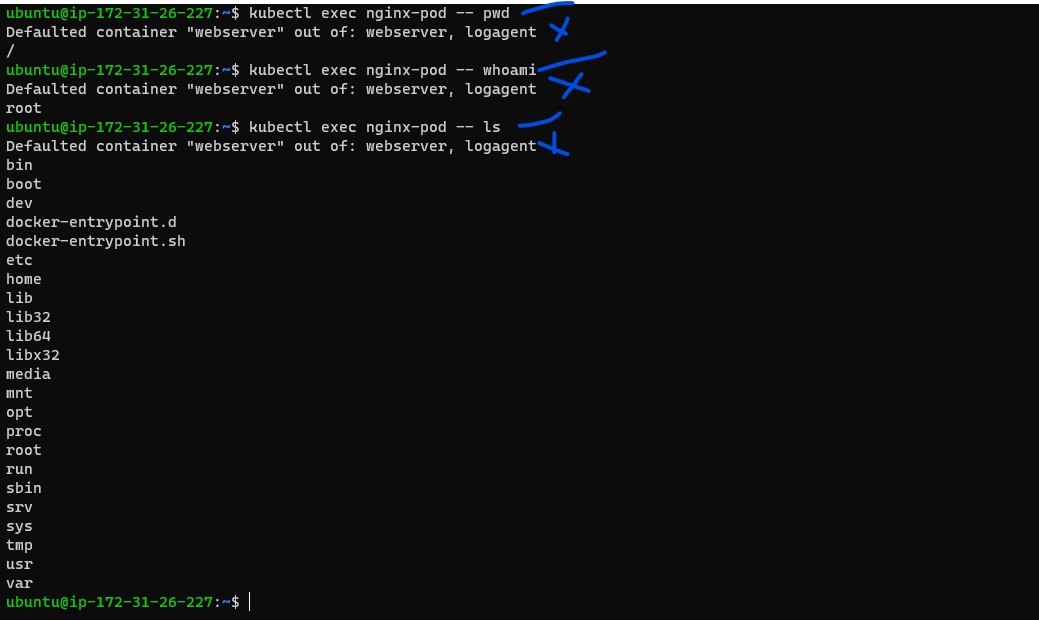 ubuntu@ip-172-31-26-227:~$ kubectl exec nginx-pod -- pwd
Defaulted container "webserver" out of: webserver, logagent
/
ubuntu@ip-172-31-26-227:~$ kubectl exec nginx-pod -- whoami
Defaulted container "webserver" out of: webserver, logagent
root
ubuntu@ip-172-31-26-227:~$ kubectl exec nginx-pod -- ls
Defaulted container "webserver" out of: webserver, logagent
bin
boot
dev
docker-entrypoint.d
docker-entrypoint.sh
etc
home
lib
lib32
lib64
libx32
media
mnt
opt
proc
root
run
sbin
srv
sys
tmp
usr
var
ubuntu@ip-172-31-26-227:~$